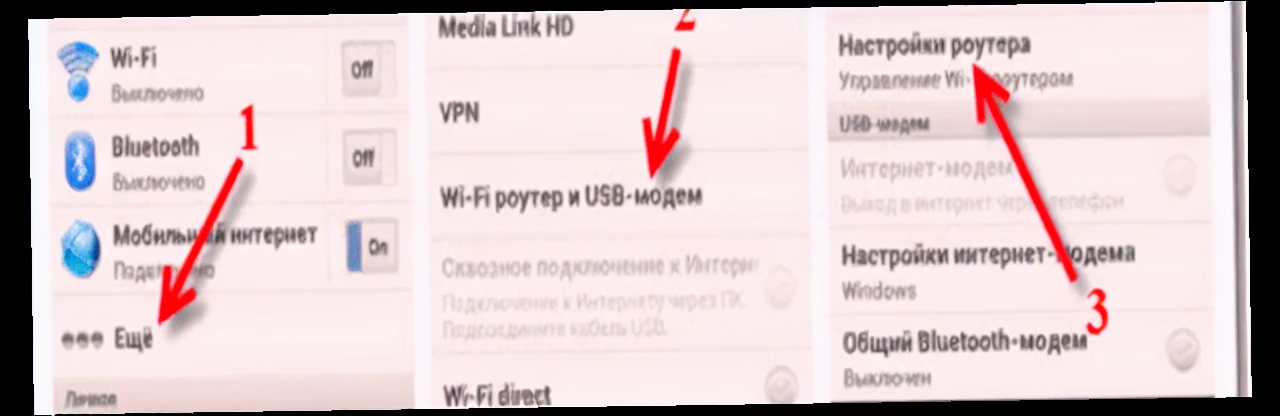 Wi-Fi
Выключено
Off
1
Bluetooth
Выключено
Off
Мобильный интернет
Подключено
On
Ещё
Личное
2
Media Link HD
VPN
Wi-Fi роутер и USB-модем
Сквозное подключение к Интерн
Подключение к Интернету через ПК.
Подсоедините кабель USB.
Wi-Fi direct
Настройки роутера
Управление Wi-Fi роутером
USB-модем
Интернет-модем
Выход в интернет через телефон
Настройки интернет-модема
Windows
3
Общий Bluetooth-модем
Выключен